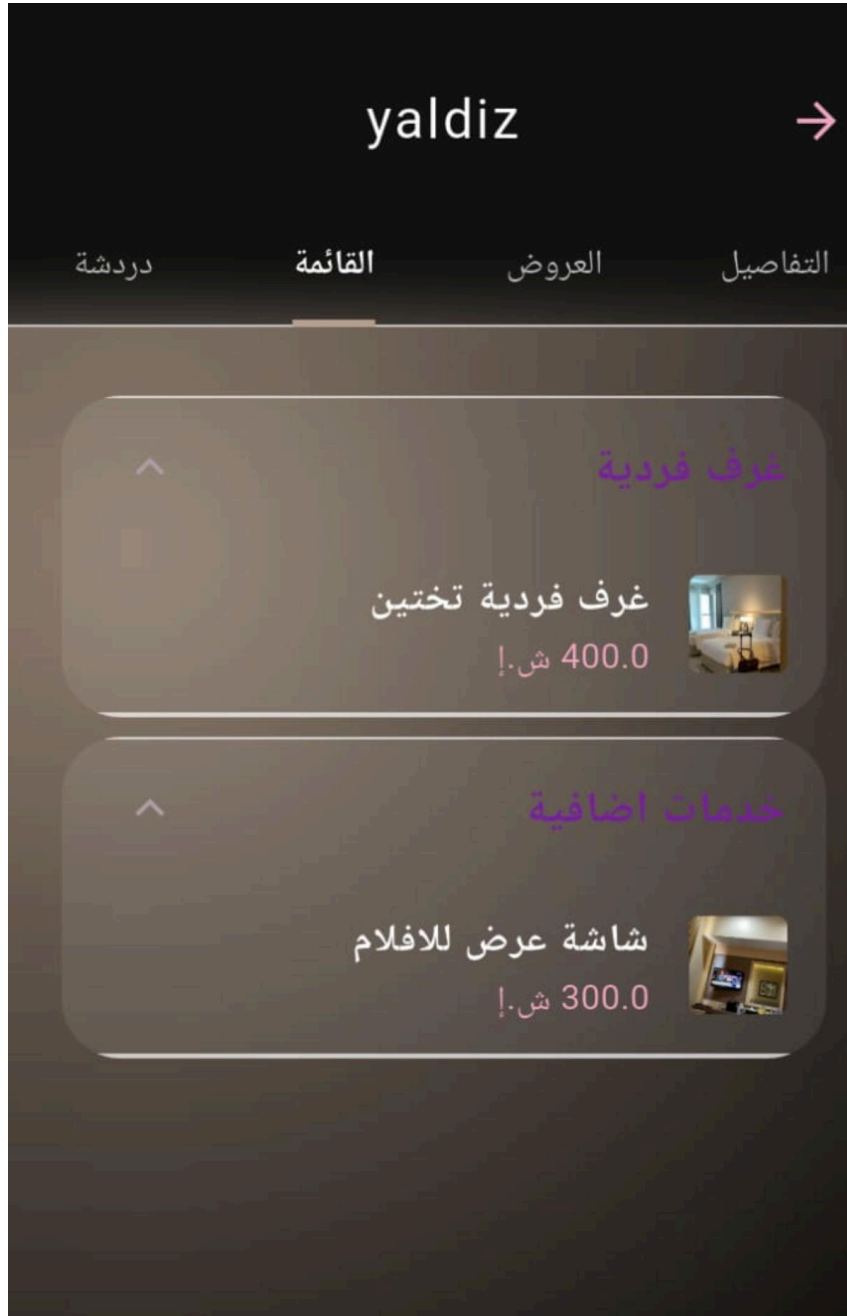 yaldiz
التفاصيل
العروض
القائمة
دردشة
غرف فردية
غرف فردية تختين
400.0 ش.إ
خدمات اضافية
شاشة عرض للافلام
300.0 ش.إ